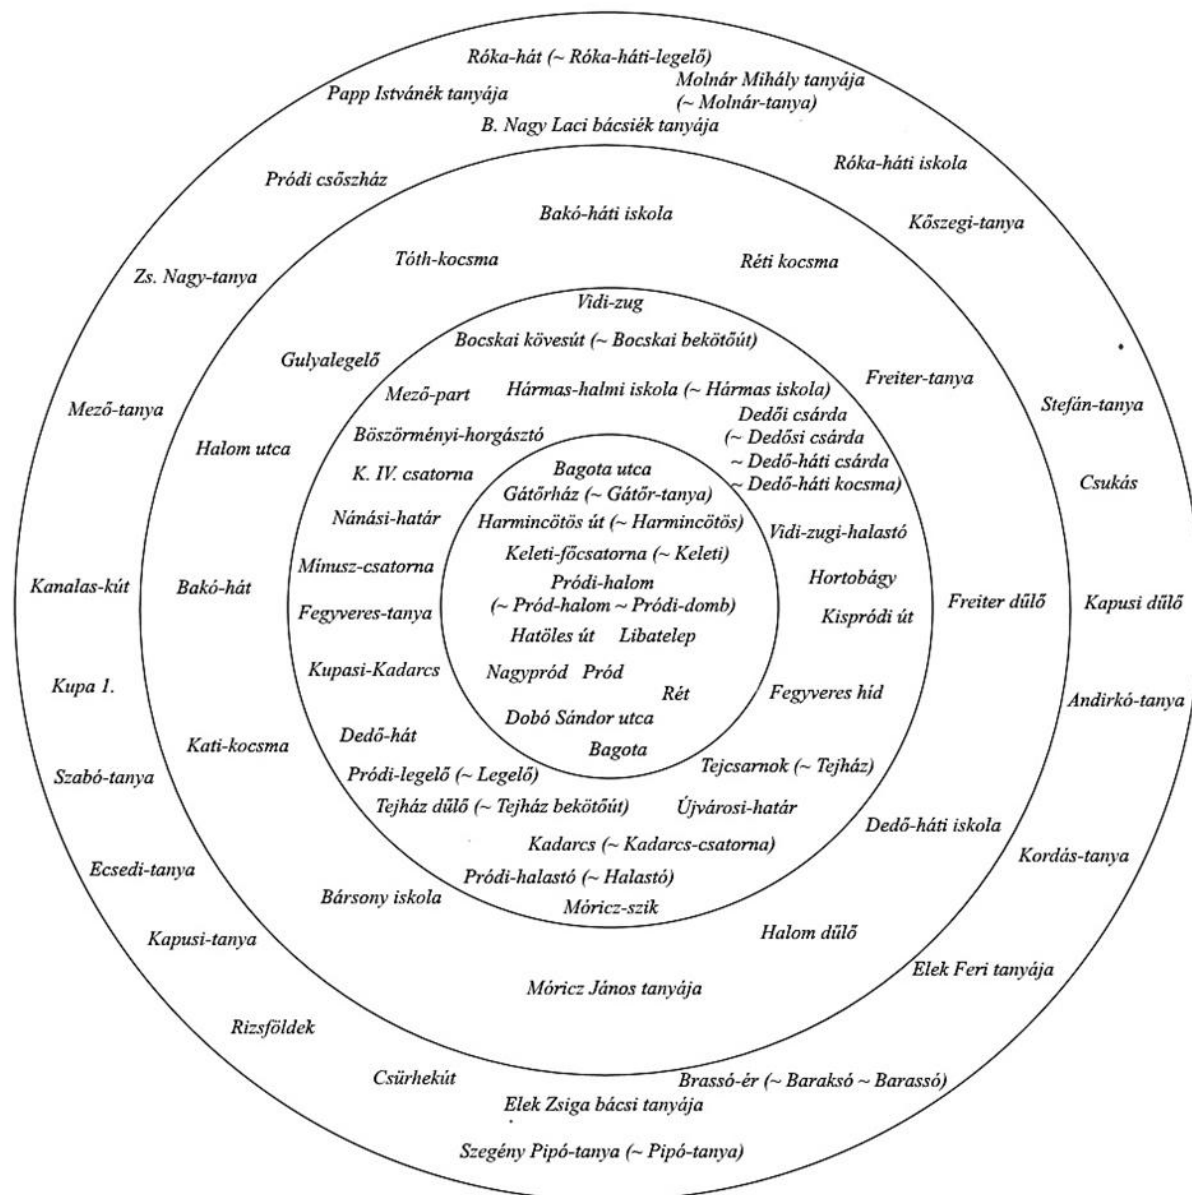 Róka-hát (~ Róka-háti-legelő)
Molnár Mihály tanyája
(~ Molnár-tanya)
Papp Istvánék tanyája
B. Nagy Laci bácsiék tanyája
Róka-háti iskola
Pródi csőszház
Kőszegi-tanya
Bakó-háti iskola
Tóth-kocsma
Réti kocsma
Zs. Nagy-tanya
Vidi-zug
Bocskai kövesút (~ Bocskai bekötőút)
Gulyalegelő
Freiter-tanya
Mező-part
Hármas-halmi iskola (~ Hármas iskola)
Mező-tanya
Stefán-tanya
Dedői csárda
(~ Dedősi csárda
~ Dedő-háti csárda
~ Dedő-háti kocsma)
Böszörményi-horgásztó
Halom utca
K. IV. csatorna
Bagota utca
Csukás
Gátőrház (~ Gátőr-tanya)
Nánási-határ
Harmincötös út (~ Harmincötös)
Vidi-zugi-halastó
Keleti-főcsatorna (~ Keleti)
Mínusz-csatorna
Hortobágy
Kanalas-kút
Bakó-hát
Pródi-halom
(~ Pród-halom ~ Pródi-domb)
Freiter dűlő
Kapusi dűlő
Fegyveres-tanya
Kispródi út
Hatöles út
Libatelep
Kupasi-Kadarcs
Nagypród
Pród
Kupa 1.
Rét
Fegyveres híd
Andirkó-tanya
Dobó Sándor utca
Kati-kocsma
Dedő-hát
Bagota
Szabó-tanya
Pródi-legelő (~ Legelő)
Tejcsarnok (~ Tejház)
Tejház dűlő (~ Tejház bekötőút)
Újvárosi-határ
Dedő-háti iskola
Kadarcs (~ Kadarcs-csatorna)
Kordás-tanya
Ecsedi-tanya
Pródi-halastó (~ Halastó)
Bársony iskola
Móricz-szik
Kapusi-tanya
Halom dűlő
Elek Feri tanyája
Móricz János tanyája
Rizsföldek
Csürhekút
Brassó-ér (~ Baraksó ~ Barassó)
Elek Zsiga bácsi tanyája
Szegény Pipó-tanya (~ Pipó-tanya)